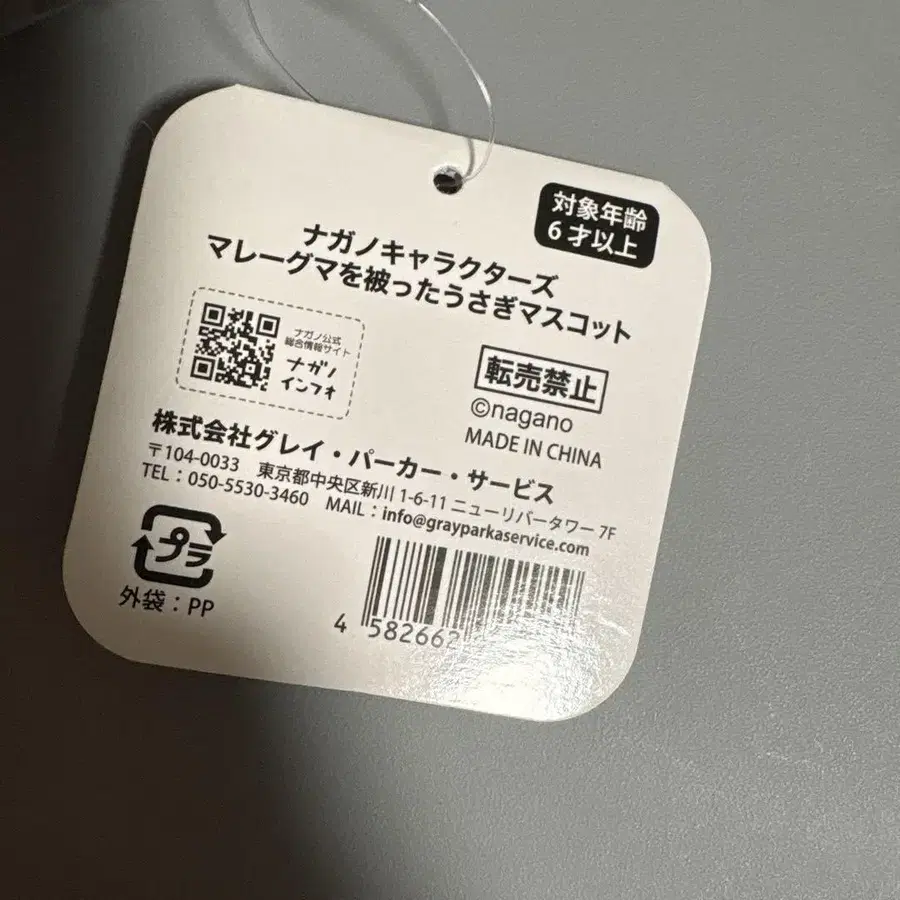 対象年齢
6才以上
ナガノキャラクターズ
マレーグマを被ったうさぎマスコット
ナガノ公式
総合情報サイト
ナガノ
インフォ
転売禁止
©nagano
MADE IN CHINA
株式会社グレイ・パーカー・サービス
〒104-0033 東京都中央区新川1-6-11 ニューリバータワー 7F
TEL：050-5530-3460 MAIL：info@grayparkaservice.com
プラ
外袋：PP
4 582662